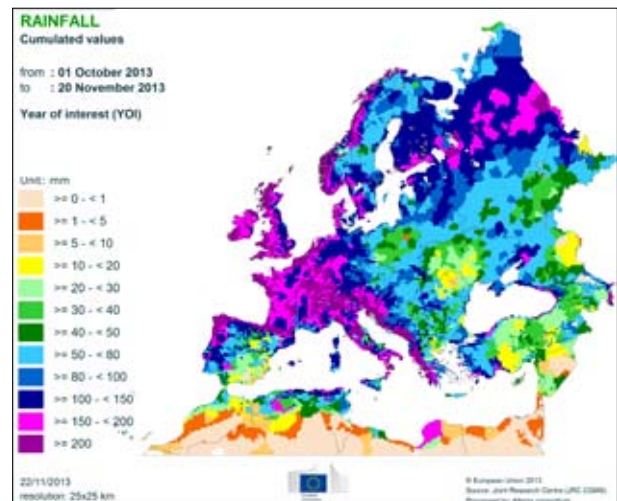 RAINFALL
Cumulated values
from : 01 October 2013
to : 20 November 2013
Year of interest (YOI)
Unit: mm
>= 0 - < 1
>= 1 - < 5
>= 5 - < 10
>= 10 - < 20
>= 20 - < 30
>= 30 - < 40
>= 40 - < 50
>= 50 - < 80
>= 80 - < 100
>= 100 - < 150
>= 150 - < 200
>= 200
22/11/2013
resolution: 25x25 km
© European Union 2013
Source: Joint Research Centre (JRC